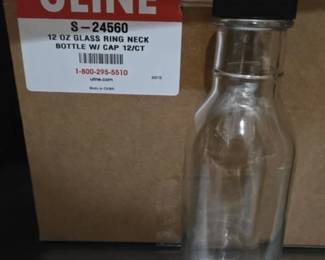 ULINE
S-24560
12 OZ GLASS RING NECK
BOTTLE W/ CAP 12/CT
1-800-295-5510
uline.com
Made in CHINA